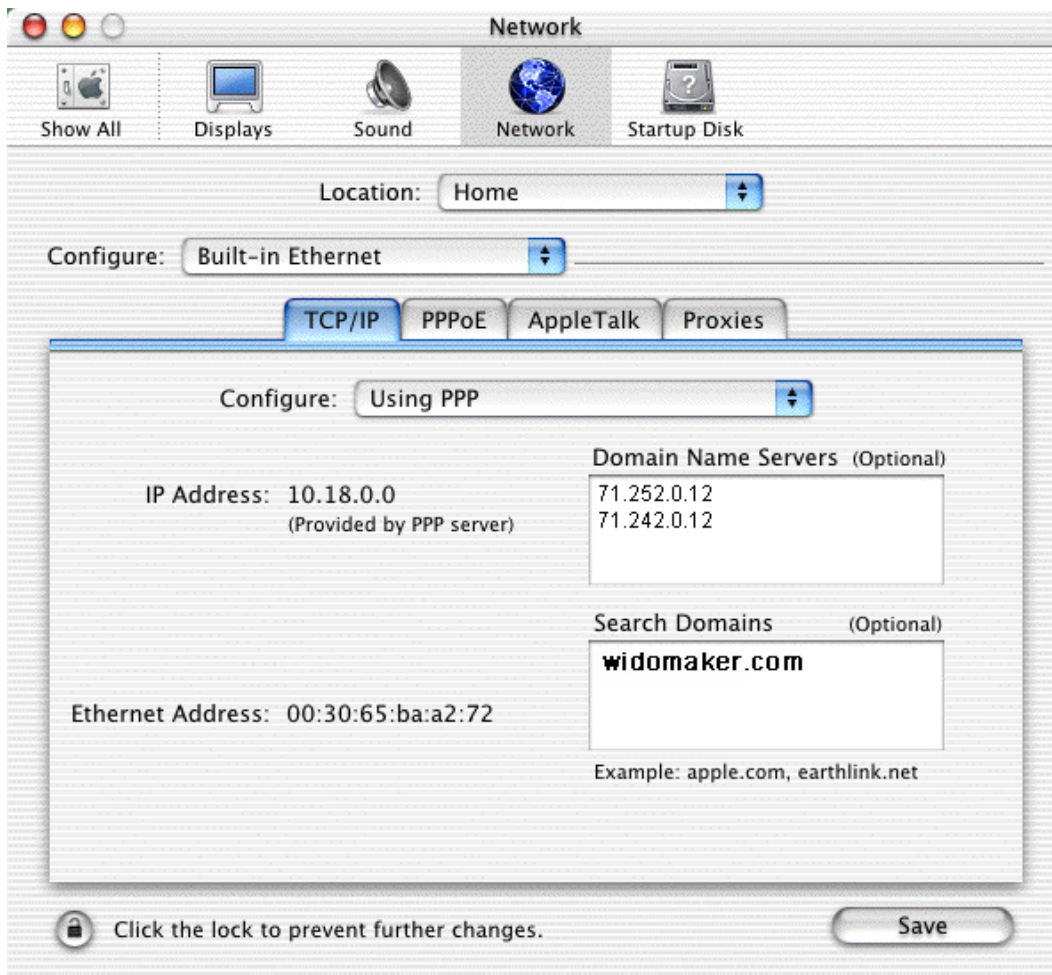 Network
Show All Displays Sound Network Startup Disk
Location: Home
Configure: Built-in Ethernet
TCP/IP PPPoE AppleTalk Proxies
Configure: Using PPP
Domain Name Servers (Optional)
IP Address: 10.18.0.0
(Provided by PPP server)
71.252.0.12
71.242.0.12
Search Domains (Optional)
widomaker.com
Ethernet Address: 00:30:65:ba:a2:72
Example: apple.com, earthlink.net
Click the lock to prevent further changes.
Save